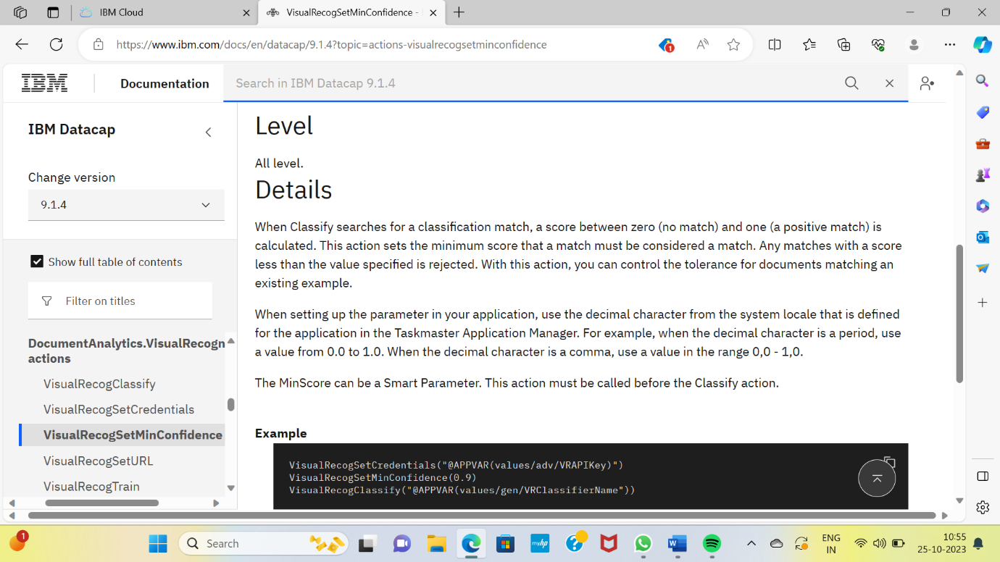 IBM Cloud
VisualRecogSetMinConfidence -
https://www.ibm.com/docs/en/datacap/9.1.4?topic=actions-visualrecogsetminconfidence
1
IBM
Documentation
Search in IBM Datacap 9.1.4
IBM Datacap
Change version
9.1.4
Show full table of contents
Filter on titles
DocumentAnalytics.VisualRecogn
actions
VisualRecogClassify
VisualRecogSetCredentials
VisualRecogSetMinConfidence
VisualRecogSetURL
VisualRecogTrain
Level
All level.
Details
When Classify searches for a classification match, a score between zero (no match) and one (a positive match) is
calculated. This action sets the minimum score that a match must be considered a match. Any matches with a score
less than the value specified is rejected. With this action, you can control the tolerance for documents matching an
existing example.
When setting up the parameter in your application, use the decimal character from the system locale that is defined
for the application in the Taskmaster Application Manager. For example, when the decimal character is a period, use
a value from 0.0 to 1.0. When the decimal character is a comma, use a value in the range 0,0 - 1,0.
The MinScore can be a Smart Parameter. This action must be called before the Classify action.
Example
VisualRecogSetCredentials("@APPVAR(values/adv/VRAPIKey)")
VisualRecogSetMinConfidence(0.9)
VisualRecogClassify("@APPVAR(values/gen/VRClassifierName"))
1
Search
myhp
ENG
IN
10:55
25-10-2023